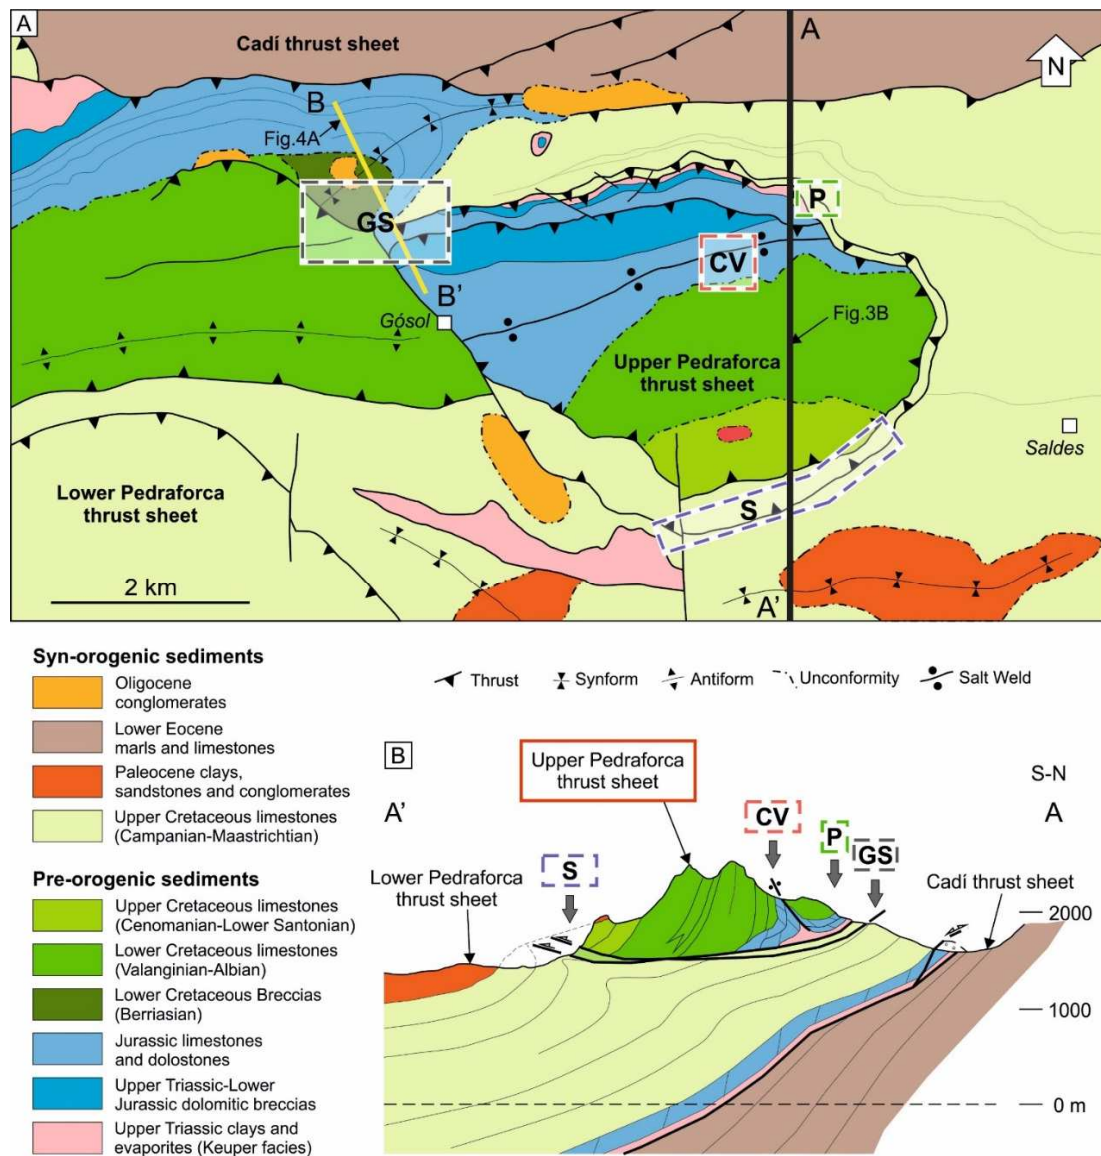 A
Cadí thrust sheet
A
N
B
Fig.4A
P
GS
CV
B'
Gósol
Fig.3B
Upper Pedraforca
thrust sheet
Saldes
Lower Pedraforca
thrust sheet
S
2 km
A'
Syn-orogenic sediments
Oligocene
conglomerates
Lower Eocene
marls and limestones
Paleocene clays,
sandstones and conglomerates
Upper Cretaceous limestones
(Campanian-Maastrichtian)
Pre-orogenic sediments
Upper Cretaceous limestones
(Cenomanian-Lower Santonian)
Lower Cretaceous limestones
(Valanginian-Albian)
Lower Cretaceous Breccias
(Berriasian)
Jurassic limestones
and dolostones
Upper Triassic-Lower
Jurassic dolomitic breccias
Upper Triassic clays and
evaporites (Keuper facies)
Thrust
Synform
Antiform
Unconformity
Salt Weld
B
Upper Pedraforca
thrust sheet
S-N
A'
A
CV
P
GS
S
Lower Pedraforca
thrust sheet
Cadí thrust sheet
2000
1000
0 m